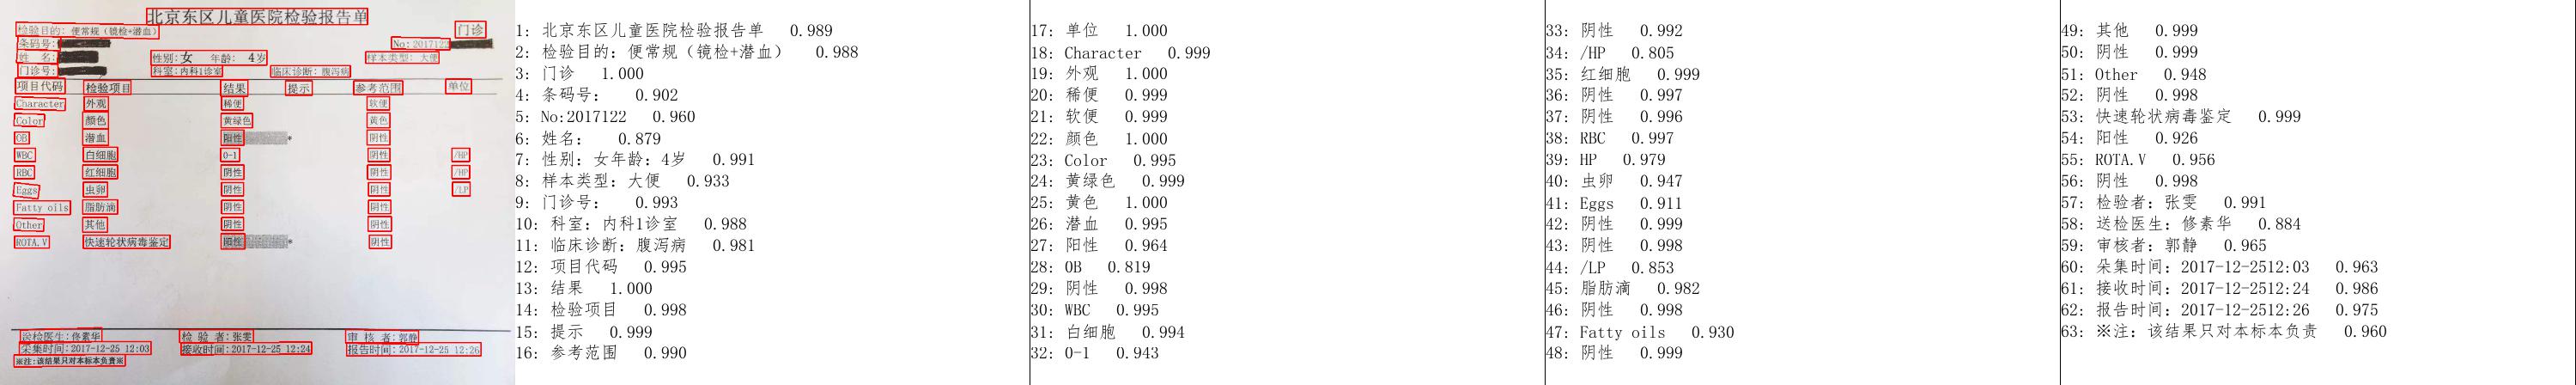 北京东区儿童医院检验报告单
检验目的: 便常规（镜检+潜血） 门诊
条码号: No:2017122
姓 名: 性别: 女 年龄: 4岁 样本类型: 大便
门诊号: 科室:内科1诊室 临床诊断: 腹泻病
项目代码 检验项目 结果 提示 参考范围 单位
Character 外观 稀便 软便
Color 颜色 黄绿色 黄色
OB 潜血 阳性 * 阴性
WBC 白细胞 0-1 阴性 /HP
RBC 红细胞 阴性 阴性 /HP
Eggs 虫卵 阴性 阴性 /LP
Fatty oils 脂肪滴 阴性 阴性
Other 其他 阴性 阴性
ROTA.V 快速轮状病毒鉴定 阳性 * 阴性
送检医生:佟素华 检 验 者:张雯 审 核 者:郭静
采集时间:2017-12-25 12:03 接收时间:2017-12-25 12:24 报告时间:2017-12-25 12:26
※注:该结果只对本标本负责※
1: 北京东区儿童医院检验报告单 0.989
2: 检验目的: 便常规（镜检+潜血） 0.988
3: 门诊 1.000
4: 条码号: 0.902
5: No:2017122 0.960
6: 姓名: 0.879
7: 性别: 女年龄: 4岁 0.991
8: 样本类型: 大便 0.933
9: 门诊号: 0.993
10: 科室: 内科1诊室 0.988
11: 临床诊断: 腹泻病 0.981
12: 项目代码 0.995
13: 结果 1.000
14: 检验项目 0.998
15: 提示 0.999
16: 参考范围 0.990
17: 单位 1.000
18: Character 0.999
19: 外观 1.000
20: 稀便 0.999
21: 软便 0.999
22: 颜色 1.000
23: Color 0.995
24: 黄绿色 0.999
25: 黄色 1.000
26: 潜血 0.995
27: 阳性 0.964
28: OB 0.819
29: 阴性 0.998
30: WBC 0.995
31: 白细胞 0.994
32: 0-1 0.943
33: 阴性 0.992
34: /HP 0.805
35: 红细胞 0.999
36: 阴性 0.997
37: 阴性 0.996
38: RBC 0.997
39: HP 0.979
40: 虫卵 0.947
41: Eggs 0.911
42: 阴性 0.999
43: 阴性 0.998
44: /LP 0.853
45: 脂肪滴 0.982
46: 阴性 0.998
47: Fatty oils 0.930
48: 阴性 0.999
49: 其他 0.999
50: 阴性 0.999
51: Other 0.948
52: 阴性 0.998
53: 快速轮状病毒鉴定 0.999
54: 阳性 0.926
55: ROTA.V 0.956
56: 阴性 0.998
57: 检验者: 张雯 0.991
58: 送检医生: 修素华 0.884
59: 审核者: 郭静 0.965
60: 采集时间: 2017-12-2512:03 0.963
61: 接收时间: 2017-12-2512:24 0.986
62: 报告时间: 2017-12-2512:26 0.975
63: ※注: 该结果只对本标本负责 0.960